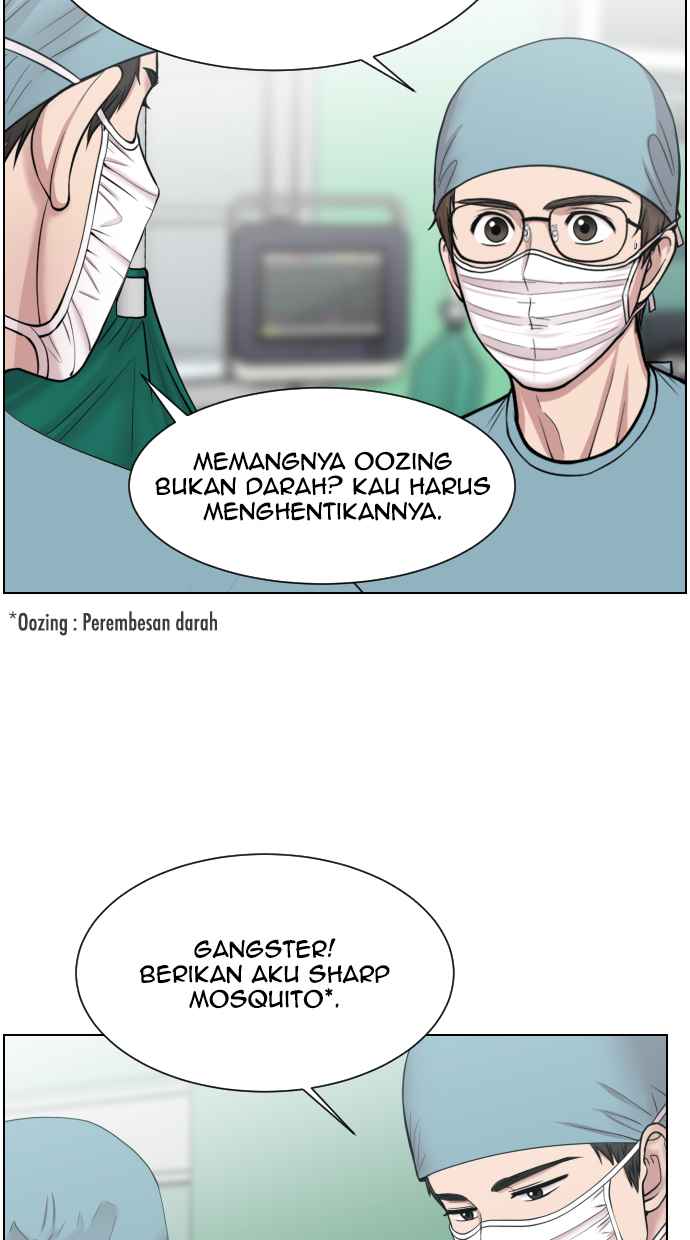 MEMANGNYA OOZING
BUKAN DARAH? KAU HARUS
MENGHENTIKANNYA.
*Oozing : Perembesan darah
GANGSTER!
BERIKAN AKU SHARP
MOSQUITO*.